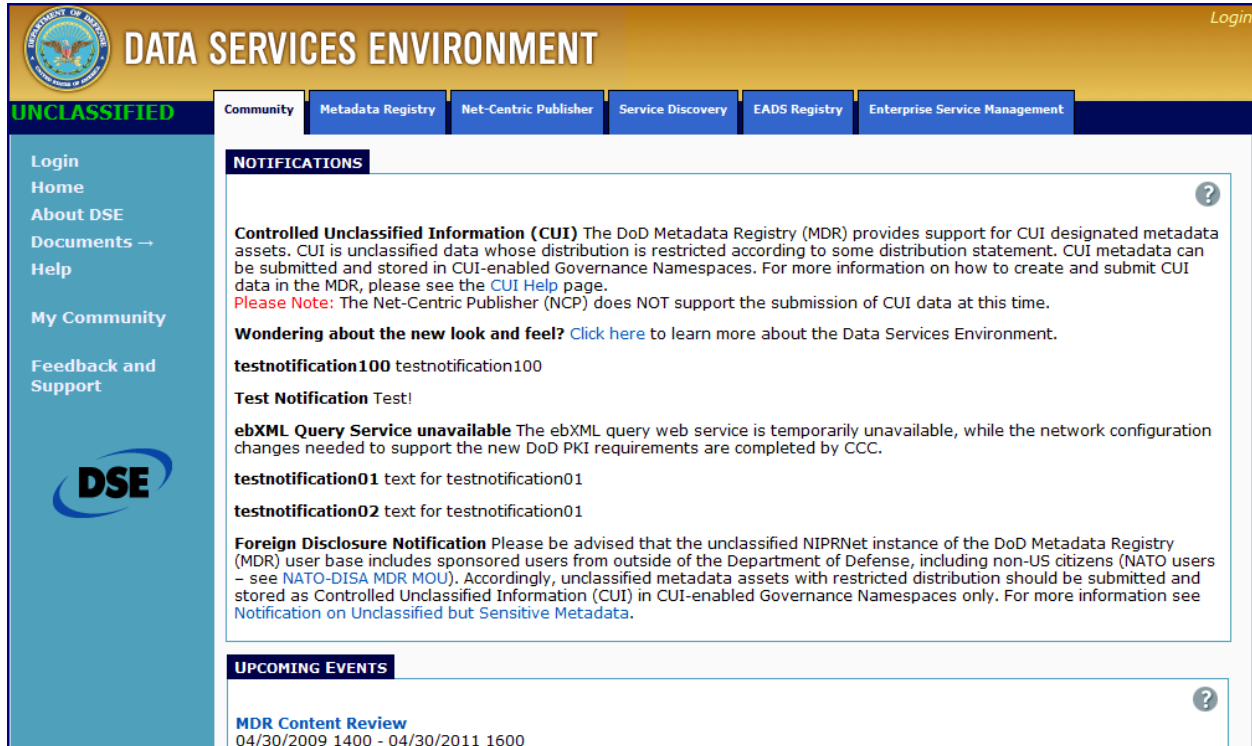 Login
DATA SERVICES ENVIRONMENT
UNCLASSIFIED
Community
Metadata Registry
Net-Centric Publisher
Service Discovery
EADS Registry
Enterprise Service Management
Login
Home
About DSE
Documents →
Help
My Community
Feedback and
Support
DSE
NOTIFICATIONS
?
Controlled Unclassified Information (CUI) The DoD Metadata Registry (MDR) provides support for CUI designated metadata
assets. CUI is unclassified data whose distribution is restricted according to some distribution statement. CUI metadata can
be submitted and stored in CUI-enabled Governance Namespaces. For more information on how to create and submit CUI
data in the MDR, please see the CUI Help page.
Please Note: The Net-Centric Publisher (NCP) does NOT support the submission of CUI data at this time.
Wondering about the new look and feel? Click here to learn more about the Data Services Environment.
testnotification100 testnotification100
Test Notification Test!
ebXML Query Service unavailable The ebXML query web service is temporarily unavailable, while the network configuration
changes needed to support the new DoD PKI requirements are completed by CCC.
testnotification01 text for testnotification01
testnotification02 text for testnotification01
Foreign Disclosure Notification Please be advised that the unclassified NIPRNet instance of the DoD Metadata Registry
(MDR) user base includes sponsored users from outside of the Department of Defense, including non-US citizens (NATO users
– see NATO-DISA MDR MOU). Accordingly, unclassified metadata assets with restricted distribution should be submitted and
stored as Controlled Unclassified Information (CUI) in CUI-enabled Governance Namespaces only. For more information see
Notification on Unclassified but Sensitive Metadata.
UPCOMING EVENTS
?
MDR Content Review
04/30/2009 1400 - 04/30/2011 1600